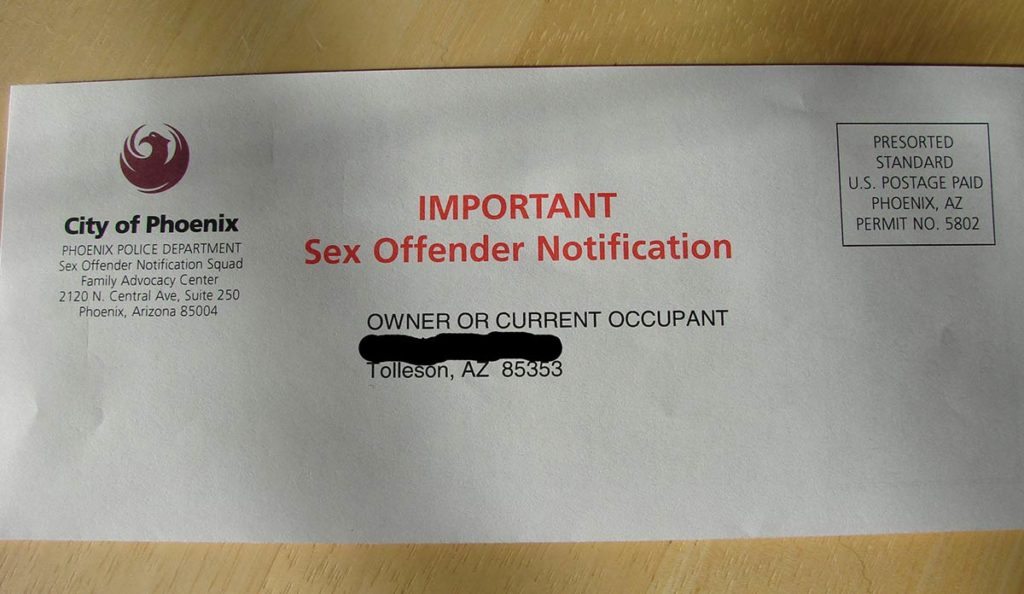 City of Phoenix
PHOENIX POLICE DEPARTMENT
Sex Offender Notification Squad
Family Advocacy Center
2120 N. Central Ave, Suite 250
Phoenix, Arizona 85004
IMPORTANT
Sex Offender Notification
OWNER OR CURRENT OCCUPANT
Tolleson, AZ 85353
PRESORTED
STANDARD
U.S. POSTAGE PAID
PHOENIX, AZ
PERMIT NO. 5802